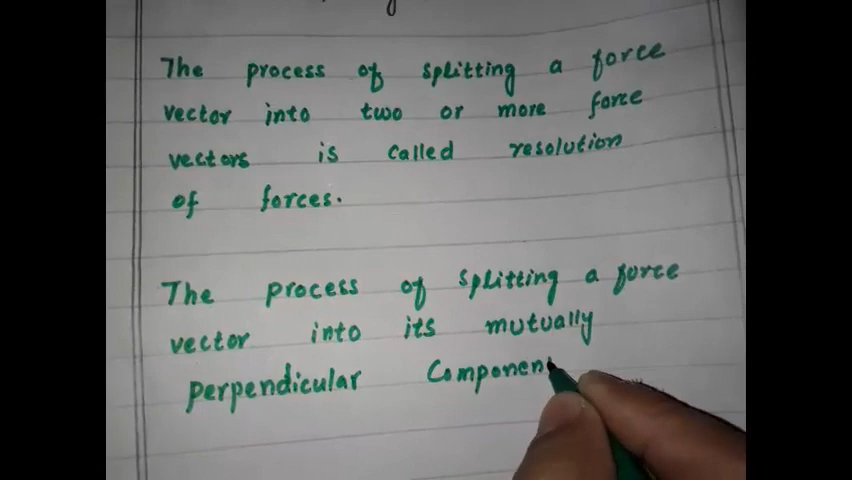 The process of splitting a force
vector into two or more force
vectors is called resolution
of forces.
The process of splitting a force
vector into its mutually
perpendicular Componen